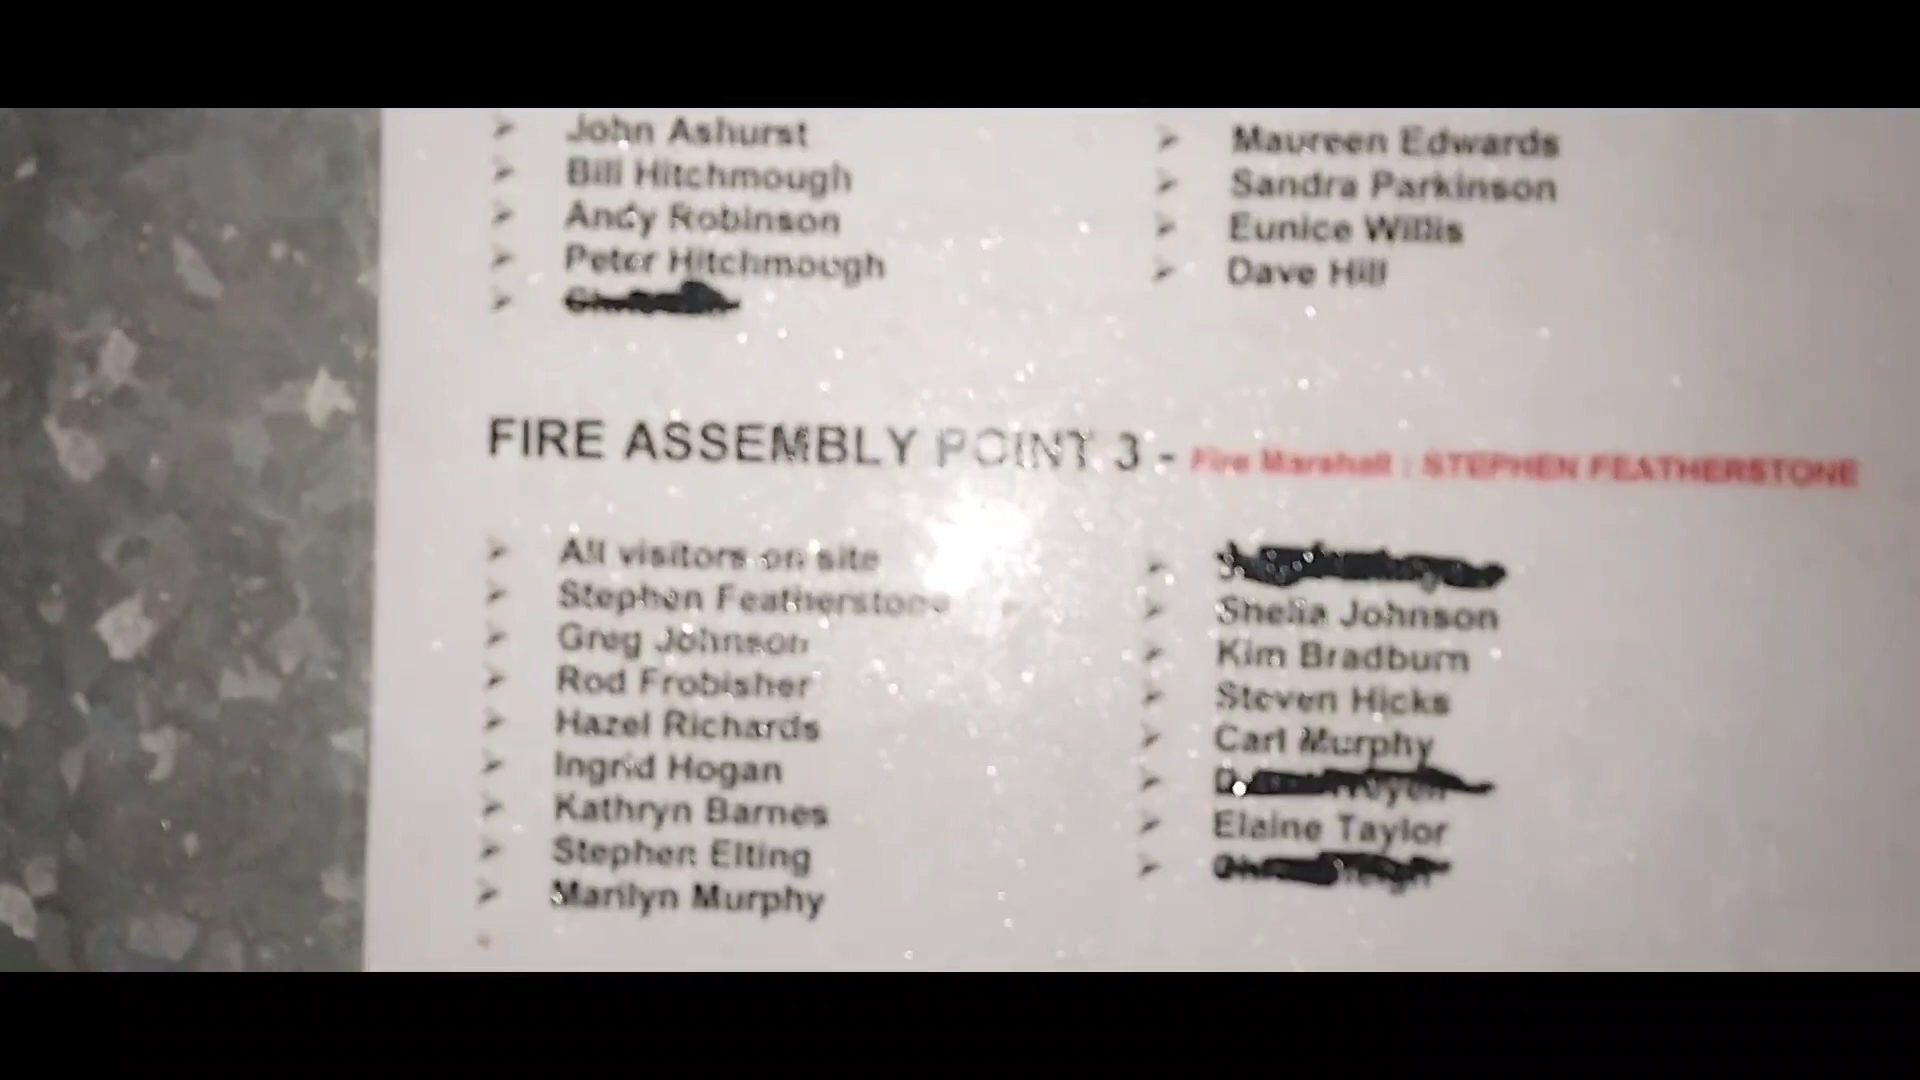 John Ashurst
Bill Hitchmough
Andy Robinson
Peter Hitchmough
Maureen Edwards
Sandra Parkinson
Eunice Willis
Dave Hill
FIRE ASSEMBLY POINT 3 - Fire Marshall : STEPHEN FEATHERSTONE
All visitors on site
Stephen Featherstone
Greg Johnson
Rod Frobisher
Hazel Richards
Ingrid Hogan
Kathryn Barnes
Stephen Elting
Marilyn Murphy
Shelia Johnson
Kim Bradburn
Steven Hicks
Carl Murphy
Elaine Taylor